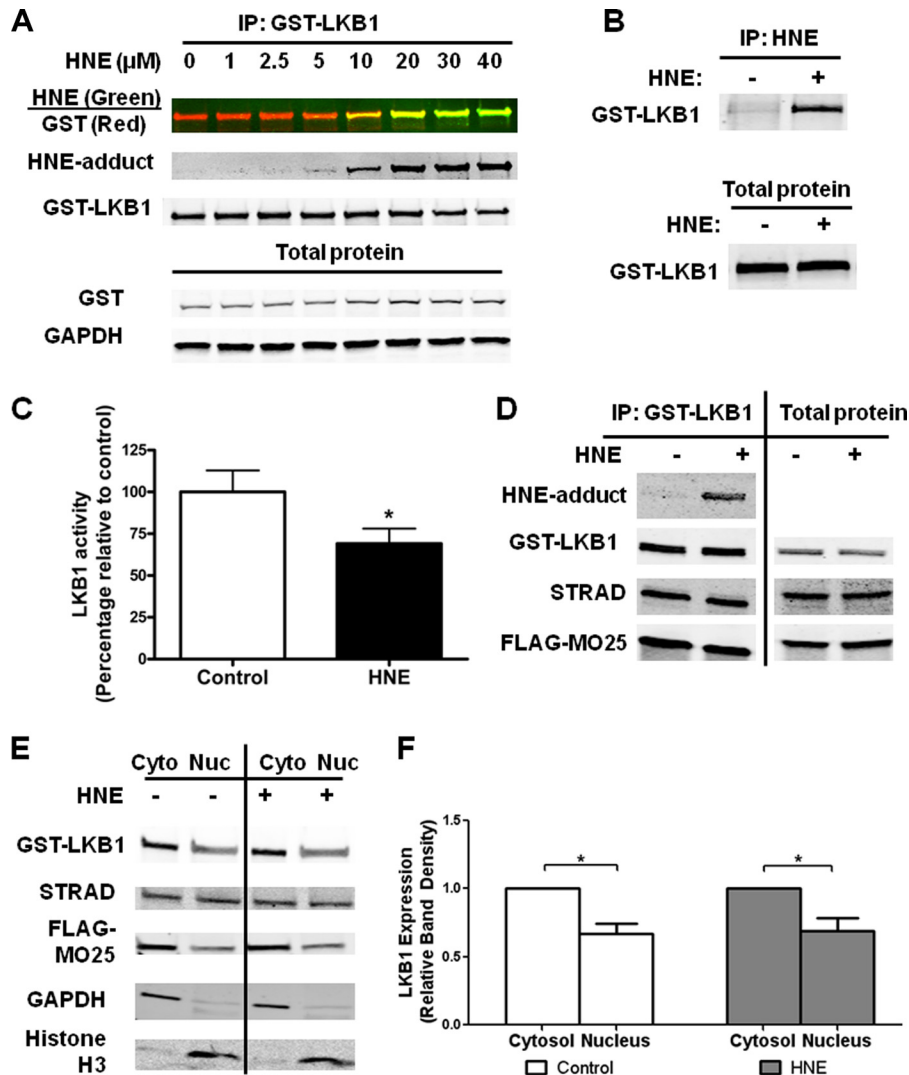 A
IP: GST-LKB1
HNE (µM) 0 1 2.5 5 10 20 30 40
HNE (Green)
GST (Red)
HNE-adduct
GST-LKB1
Total protein
GST
GAPDH
B
IP: HNE
HNE: - +
GST-LKB1
Total protein
HNE: - +
GST-LKB1
C
LKB1 activity
(Percentage relative to control)
125
100
75
50
25
0
*
Control HNE
D
IP: GST-LKB1 Total protein
HNE - + - +
HNE-adduct
GST-LKB1
STRAD
FLAG-MO25
E
Cyto Nuc Cyto Nuc
HNE - - + +
GST-LKB1
STRAD
FLAG-
MO25
GAPDH
Histone
H3
F
LKB1 Expression
(Relative Band Density)
1.5
1.0
0.5
0.0
* *
Cytosol Nucleus Cytosol Nucleus
Control HNE